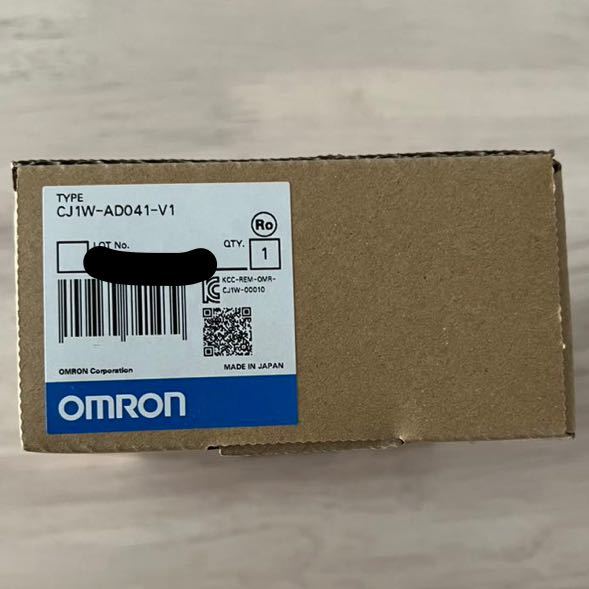 TYPE
CJ1W-AD041-V1
Ro
LOT No.
QTY.
1
KCC-REM-OMR-
CJ1W-00010
OMRON Corporation
MADE IN JAPAN
OMRON